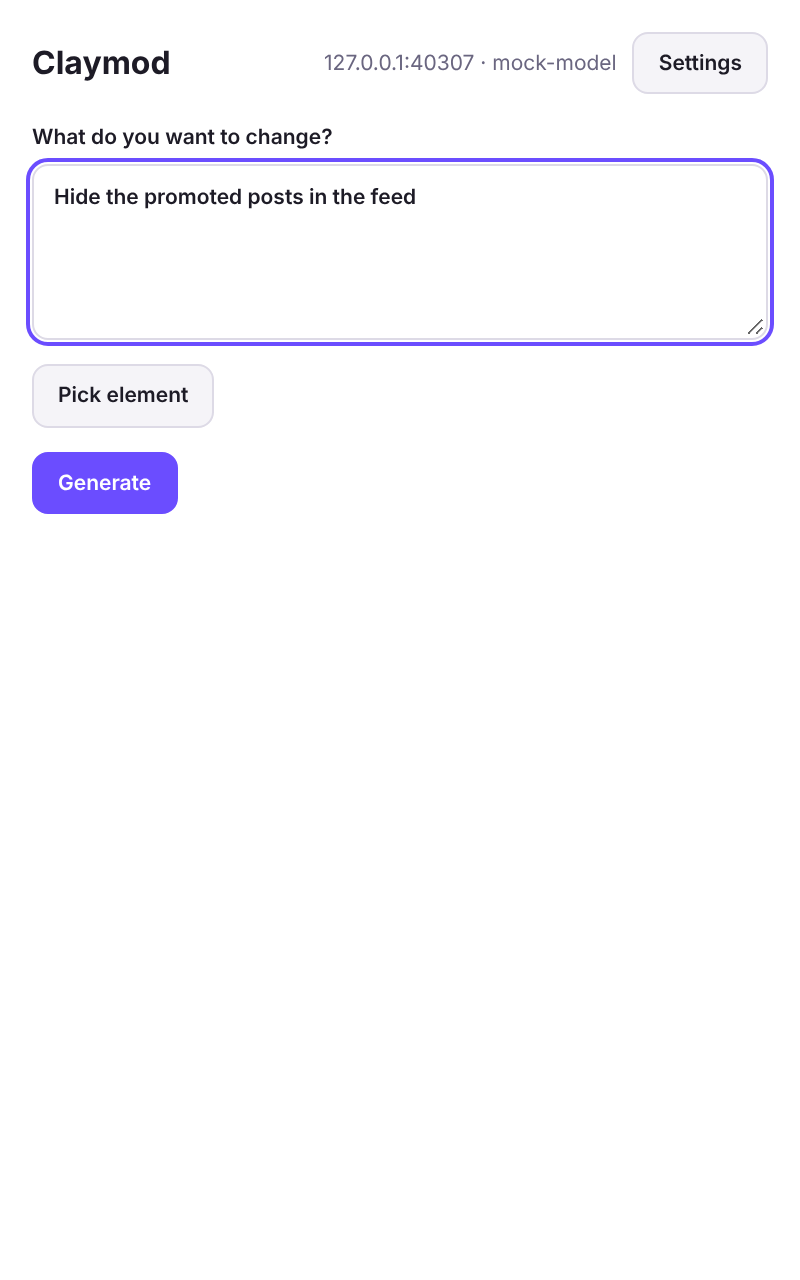 Claymod
127.0.0.1:40307 · mock-model
Settings
What do you want to change?
Hide the promoted posts in the feed
Pick element
Generate